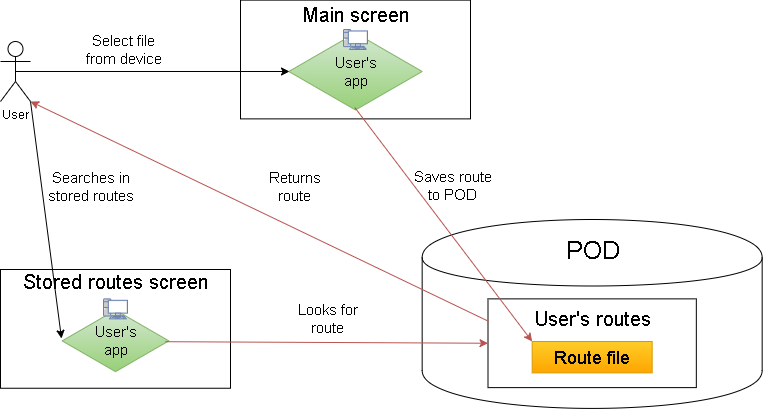 Main screen
Select file
from device
User's
app
User
Searches in
stored routes
Returns
route
Saves route
to POD
POD
Stored routes screen
User's
app
Looks for
route
User's routes
Route file